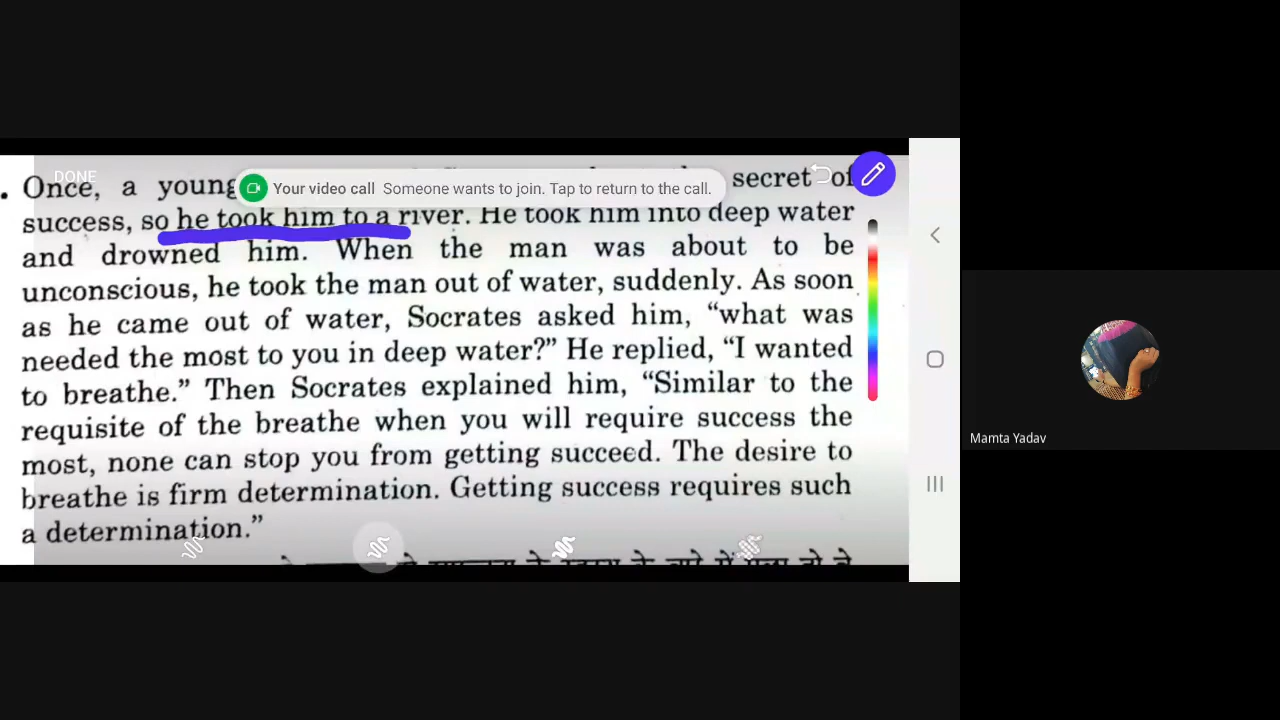 DONE
. Once, a young secret of
Your video call Someone wants to join. Tap to return to the call.
success, so he took him to a river. He took him into deep water
and drowned him. When the man was about to be
unconscious, he took the man out of water, suddenly. As soon
as he came out of water, Socrates asked him, “what was
needed the most to you in deep water?” He replied, “I wanted
to breathe.” Then Socrates explained him, “Similar to the
requisite of the breathe when you will require success the
most, none can stop you from getting succeed. The desire to
breathe is firm determination. Getting success requires such
a determination.”
Mamta Yadav